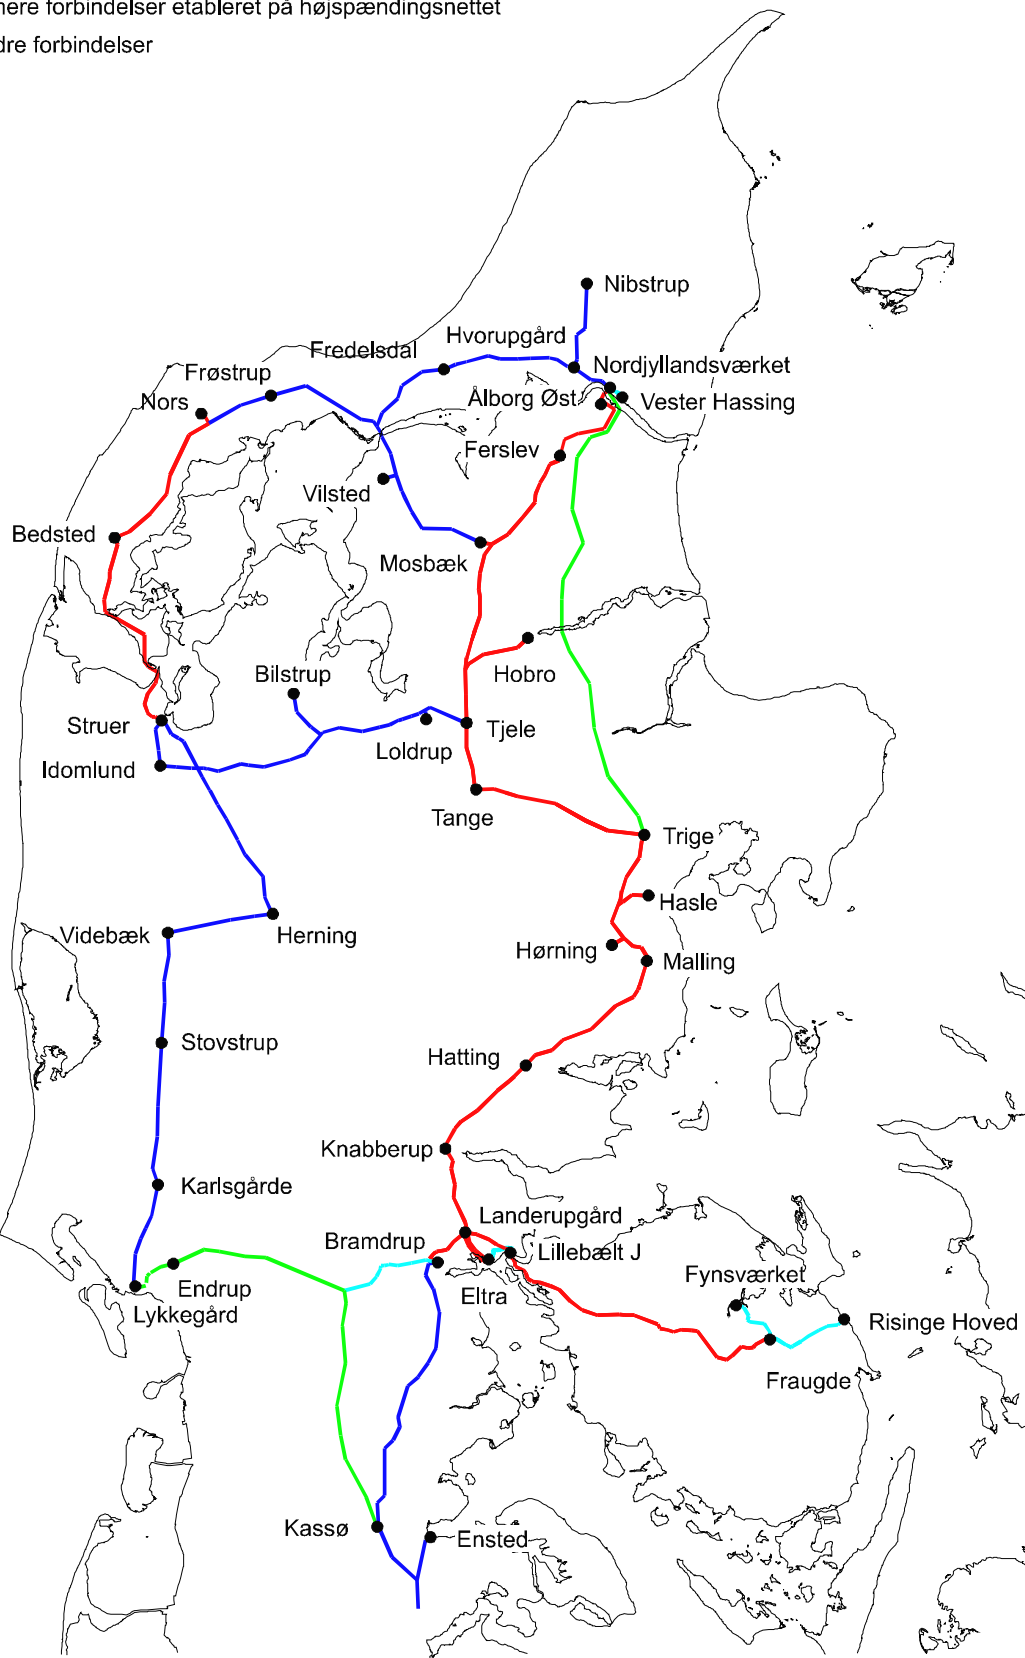 nere forbindelser etableret på højspændingsnettet
dre forbindelser
Nibstrup
Hvorupgård
Fredelsdal
Nordjyllandsværket
Frøstrup
Ålborg Øst
Nors
Vester Hassing
Ferslev
Vilsted
Bedsted
Mosbæk
Bilstrup
Hobro
Struer
Tjele
Loldrup
Idomlund
Tange
Trige
Hasle
Videbæk
Herning
Hørning
Malling
Stovstrup
Hatting
Knabberup
Karlsgårde
Landerupgård
Bramdrup
Lillebælt J
Fynsværket
Endrup
Eltra
Lykkegård
Risinge Hoved
Fraugde
Kassø
Ensted